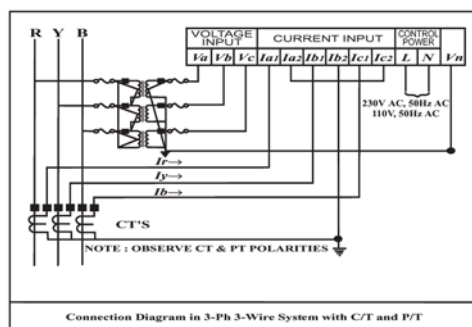 R Y B
VOLTAGE INPUT CURRENT INPUT CONTROL POWER
Va Vb Vc Ia1 Ia2 Ib1 Ib2 Ic1 Ic2 L N Vn
230V AC, 50Hz AC
110V, 50Hz AC
Ir→
Iy→
Ib→
CT'S
NOTE : OBSERVE CT & PT POLARITIES
Connection Diagram in 3-Ph 3-Wire System with C/T and P/T